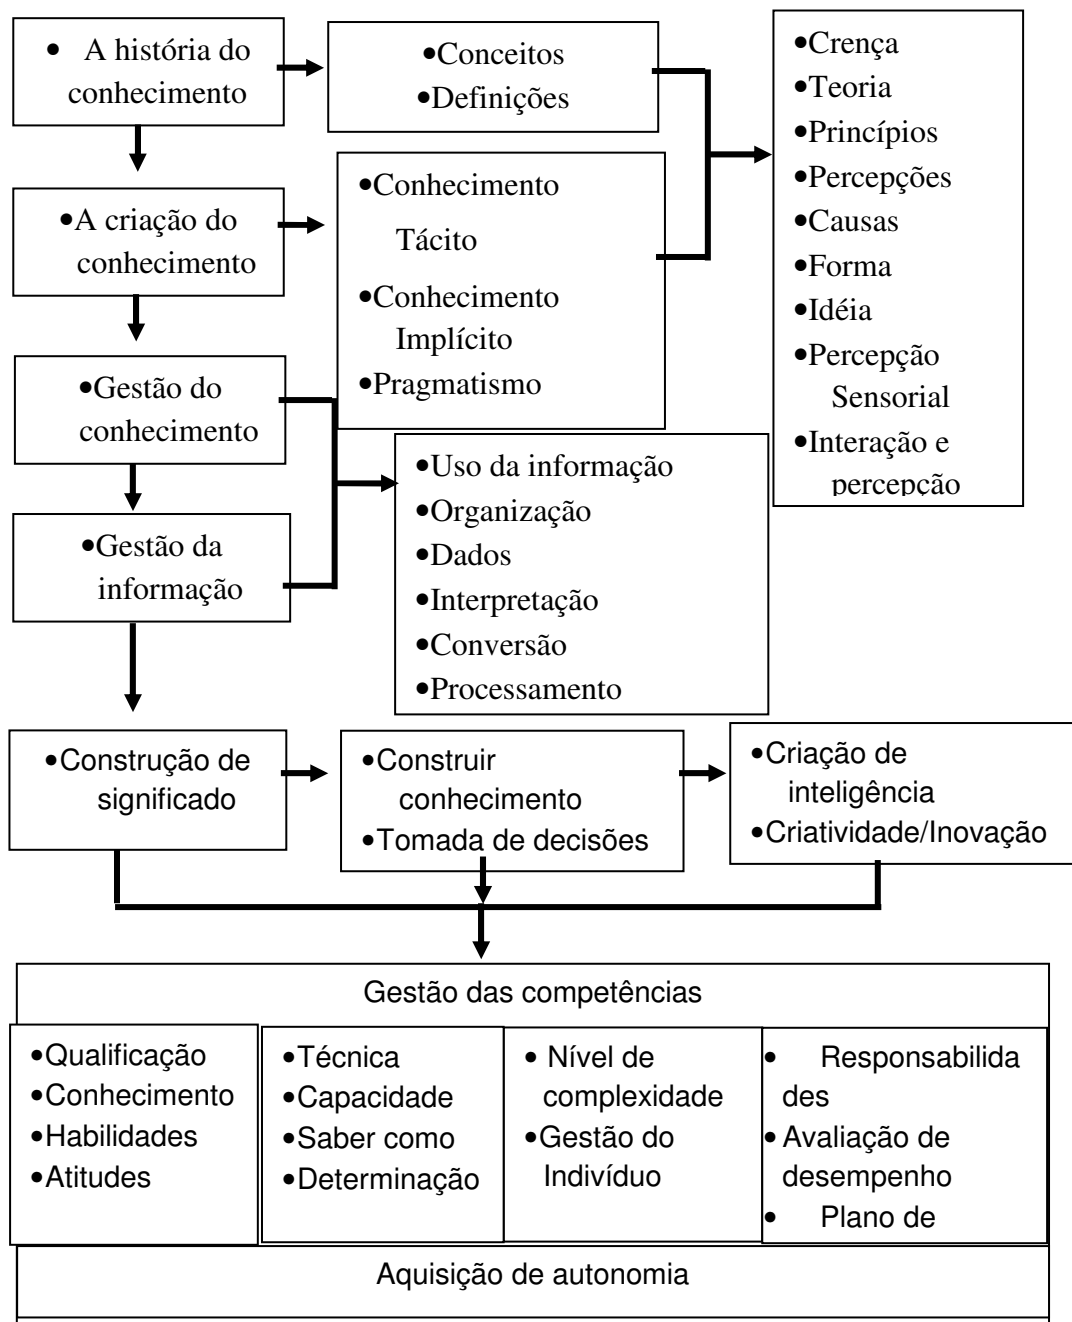 • A história do
conhecimento
•Conceitos
•Definições
•Crença
•Teoria
•Princípios
•Percepções
•Causas
•Forma
•Idéia
•Percepção
Sensorial
•Interação e
percepção
•A criação do
conhecimento
•Conhecimento
Tácito
•Conhecimento
Implícito
•Pragmatismo
•Gestão do
conhecimento
•Gestão da
informação
•Uso da informação
•Organização
•Dados
•Interpretação
•Conversão
•Processamento
•Construção de
significado
•Construir
conhecimento
•Tomada de decisões
•Criação de
inteligência
•Criatividade/Inovação
Gestão das competências
•Qualificação
•Conhecimento
•Habilidades
•Atitudes
•Técnica
•Capacidade
•Saber como
•Determinação
• Nível de
complexidade
•Gestão do
Indivíduo
• Responsabilida
des
• Avaliação de
desempenho
• Plano de
Aquisição de autonomia